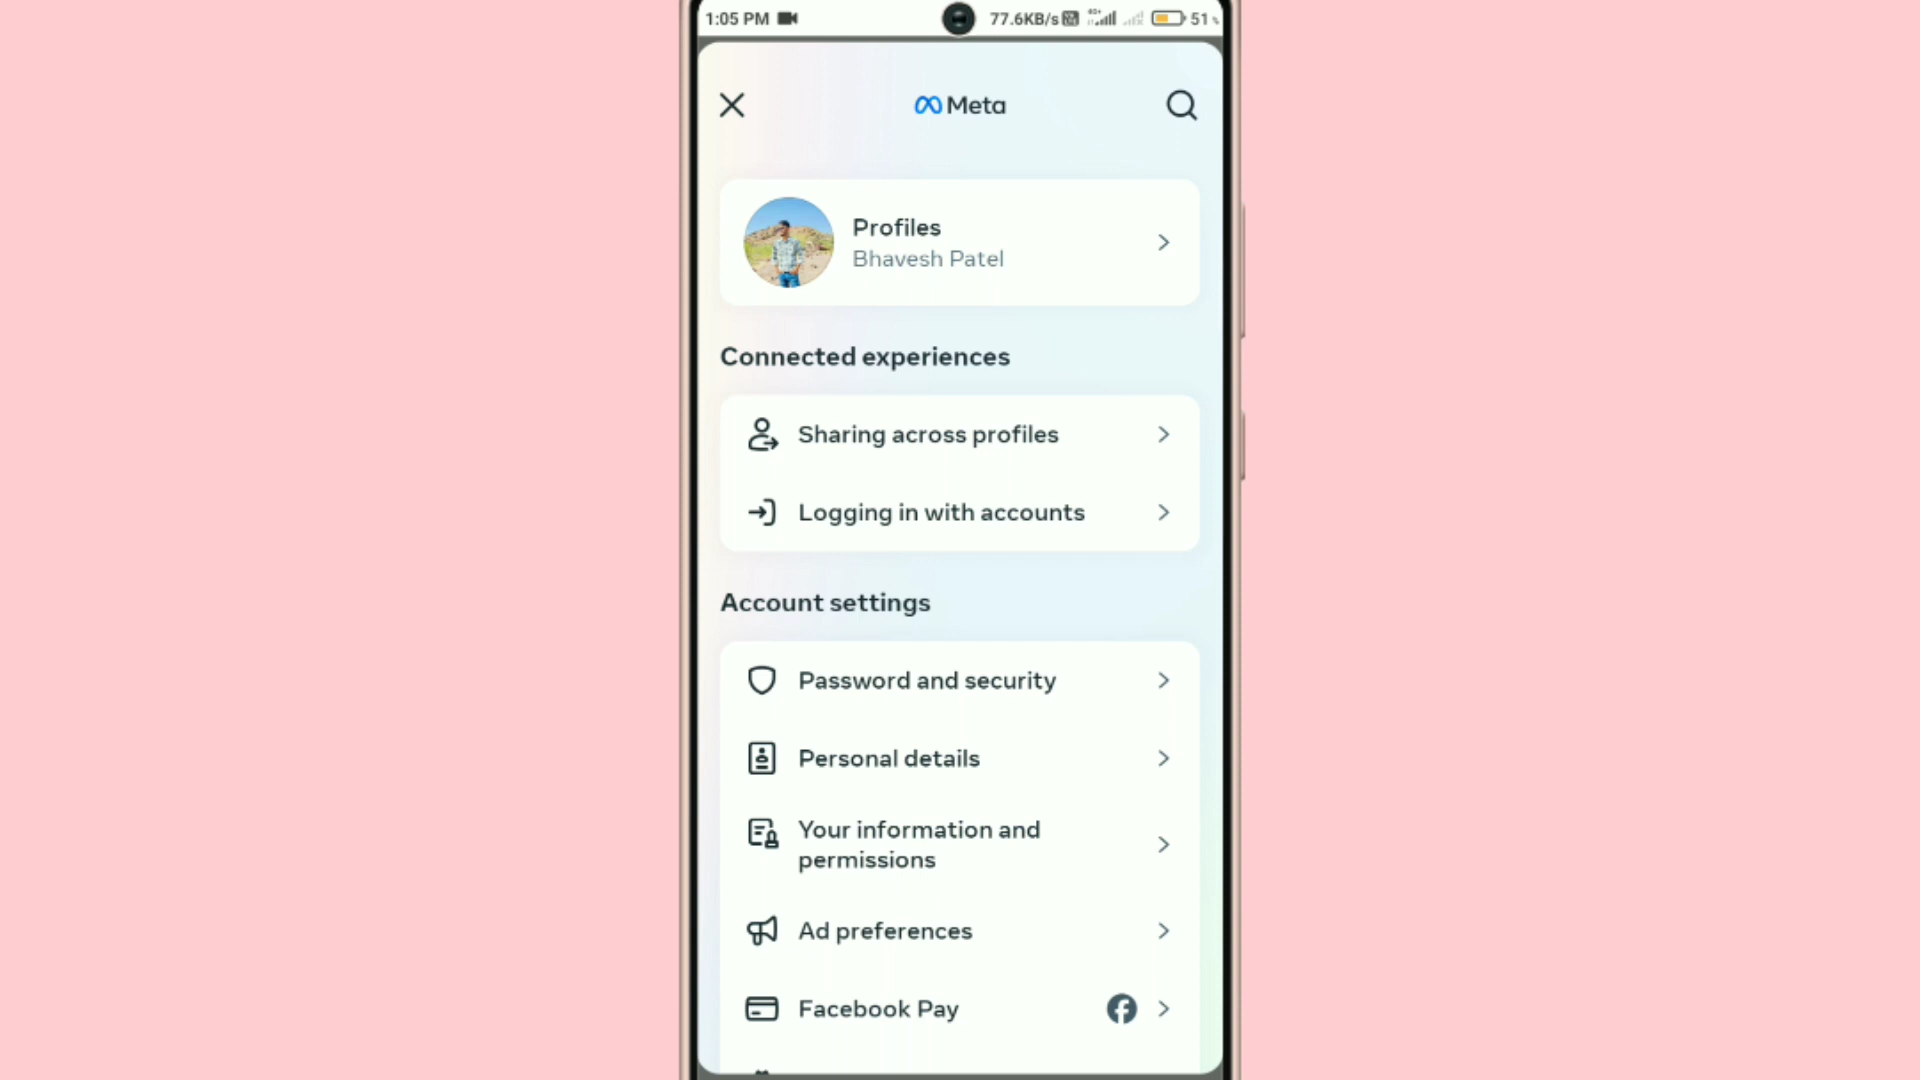 1:05 PM 77.6KB/s 51%
Meta
Profiles
Bhavesh Patel
Connected experiences
Sharing across profiles
Logging in with accounts
Account settings
Password and security
Personal details
Your information and
permissions
Ad preferences
Facebook Pay